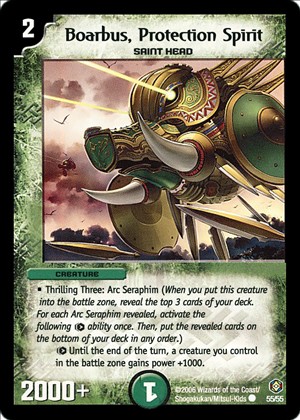 2
Boarbus, Protection Spirit
SAINT HEAD
CREATURE
■ Thrilling Three: Arc Seraphim (When you put this creature
into the battle zone, reveal the top 3 cards of your deck.
For each Arc Seraphim revealed, activate the
following ability once. Then, put the revealed cards on
the bottom of your deck in any order.)
Until the end of the turn, a creature you control
in the battle zone gains power +1000.
2000+
1
©2006 Wizards of the Coast/
Shogakukan/Mitsui-Kids
55/55